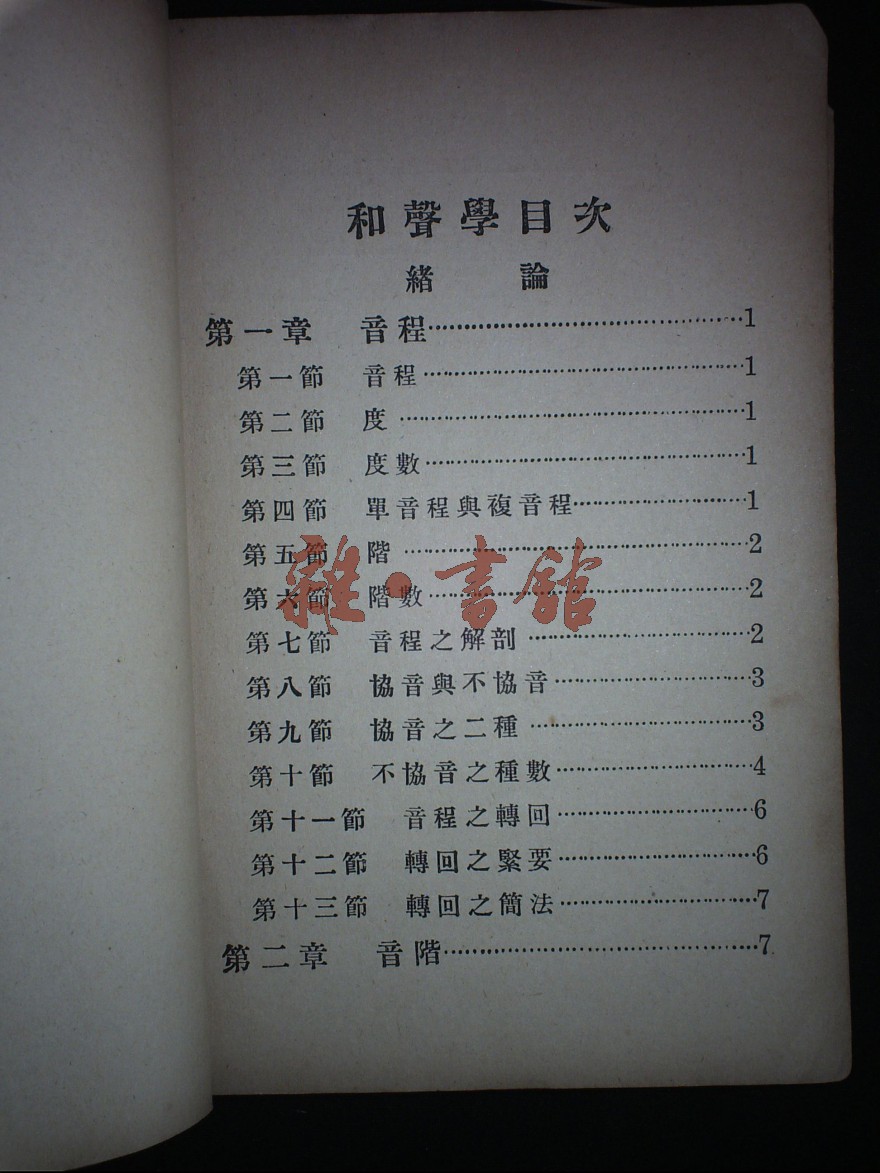 和聲學目次
緒論
第一章 音程……1
第一節 音程……1
第二節 度……1
第三節 度數……1
第四節 單音程與複音程……1
第五節 階……2
第六節 階數……2
第七節 音程之解剖……2
第八節 協音與不協音……3
第九節 協音之二種……3
第十節 不協音之種數……4
第十一節 音程之轉回……6
第十二節 轉回之緊要……6
第十三節 轉回之簡法……7
第二章 音階……7
雜·書館